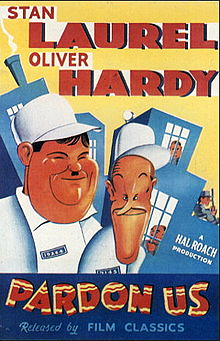 STAN
LAUREL
OLIVER
HARDY
A
HAL ROACH
PRODUCTION
PARDON US
Released by FILM CLASSICS